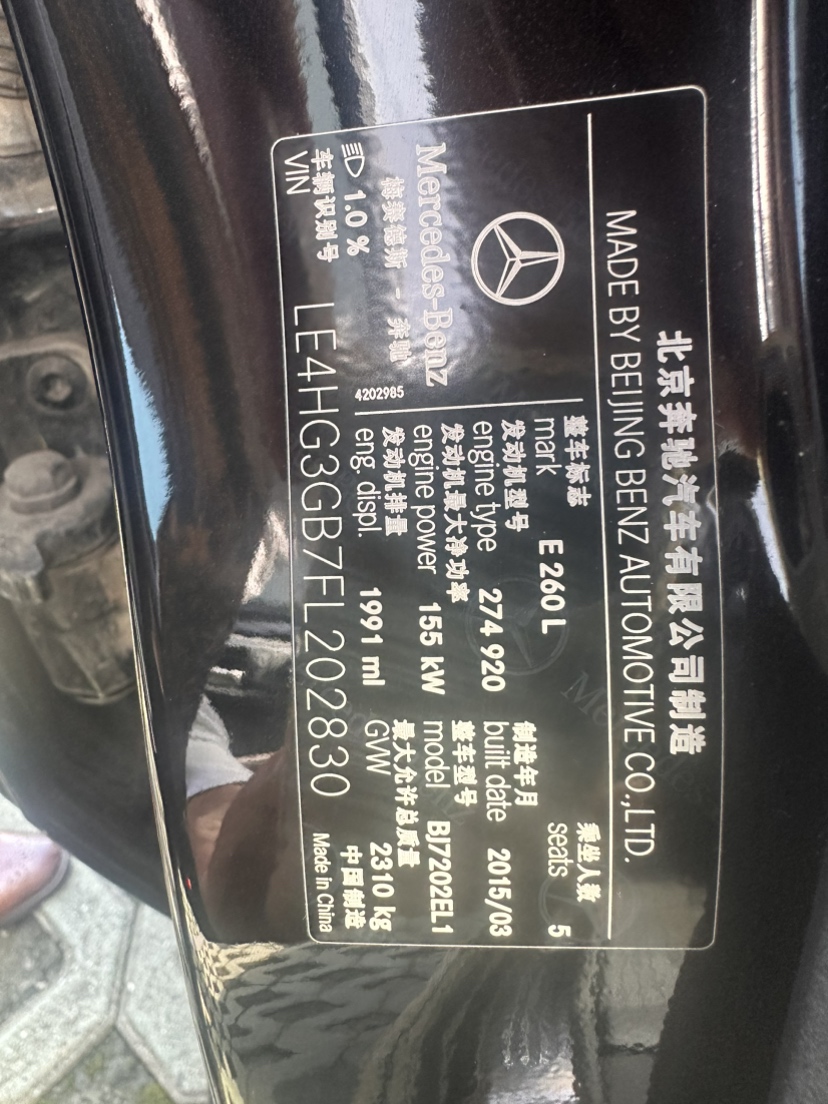 北京奔驰汽车有限公司制造
MADE BY BEIJING BENZ AUTOMOTIVE CO.,LTD.
Mercedes-Benz
梅赛德斯 - 奔驰
1.0 %
4202985
整车标志
mark E 260 L
乘坐人数
seats 5
发动机型号
engine type 274 920
制造年月
built date 2015/03
发动机最大净功率
engine power 155 kW
整车型号
model BJ7202EL1
发动机排量
eng. displ. 1991 ml
最大允许总质量
GVW 2310 kg
车辆识别号
VIN LE4HG3GB7FL202830
中国制造
Made in China